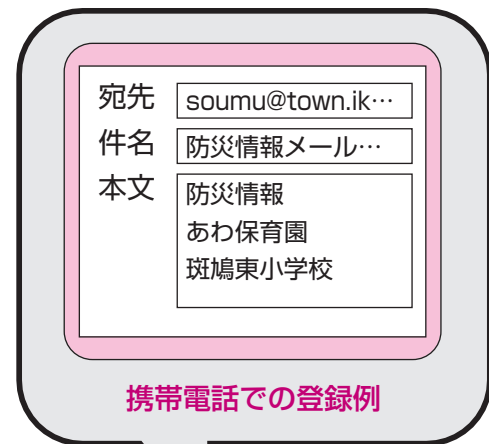 宛先 soumu@town.ik…
件名 防災情報メール…
本文 防災情報
あわ保育園
斑鳩東小学校
携帯電話での登録例